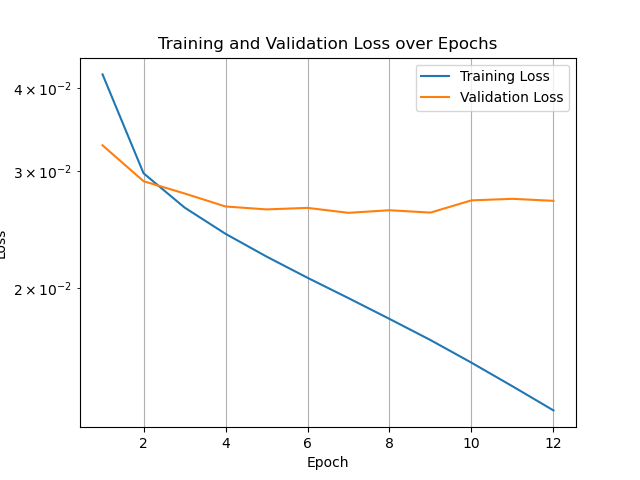 Training and Validation Loss over Epochs
Training Loss
Validation Loss
4 × 10⁻²
3 × 10⁻²
2 × 10⁻²
Loss
2 4 6 8 10 12
Epoch